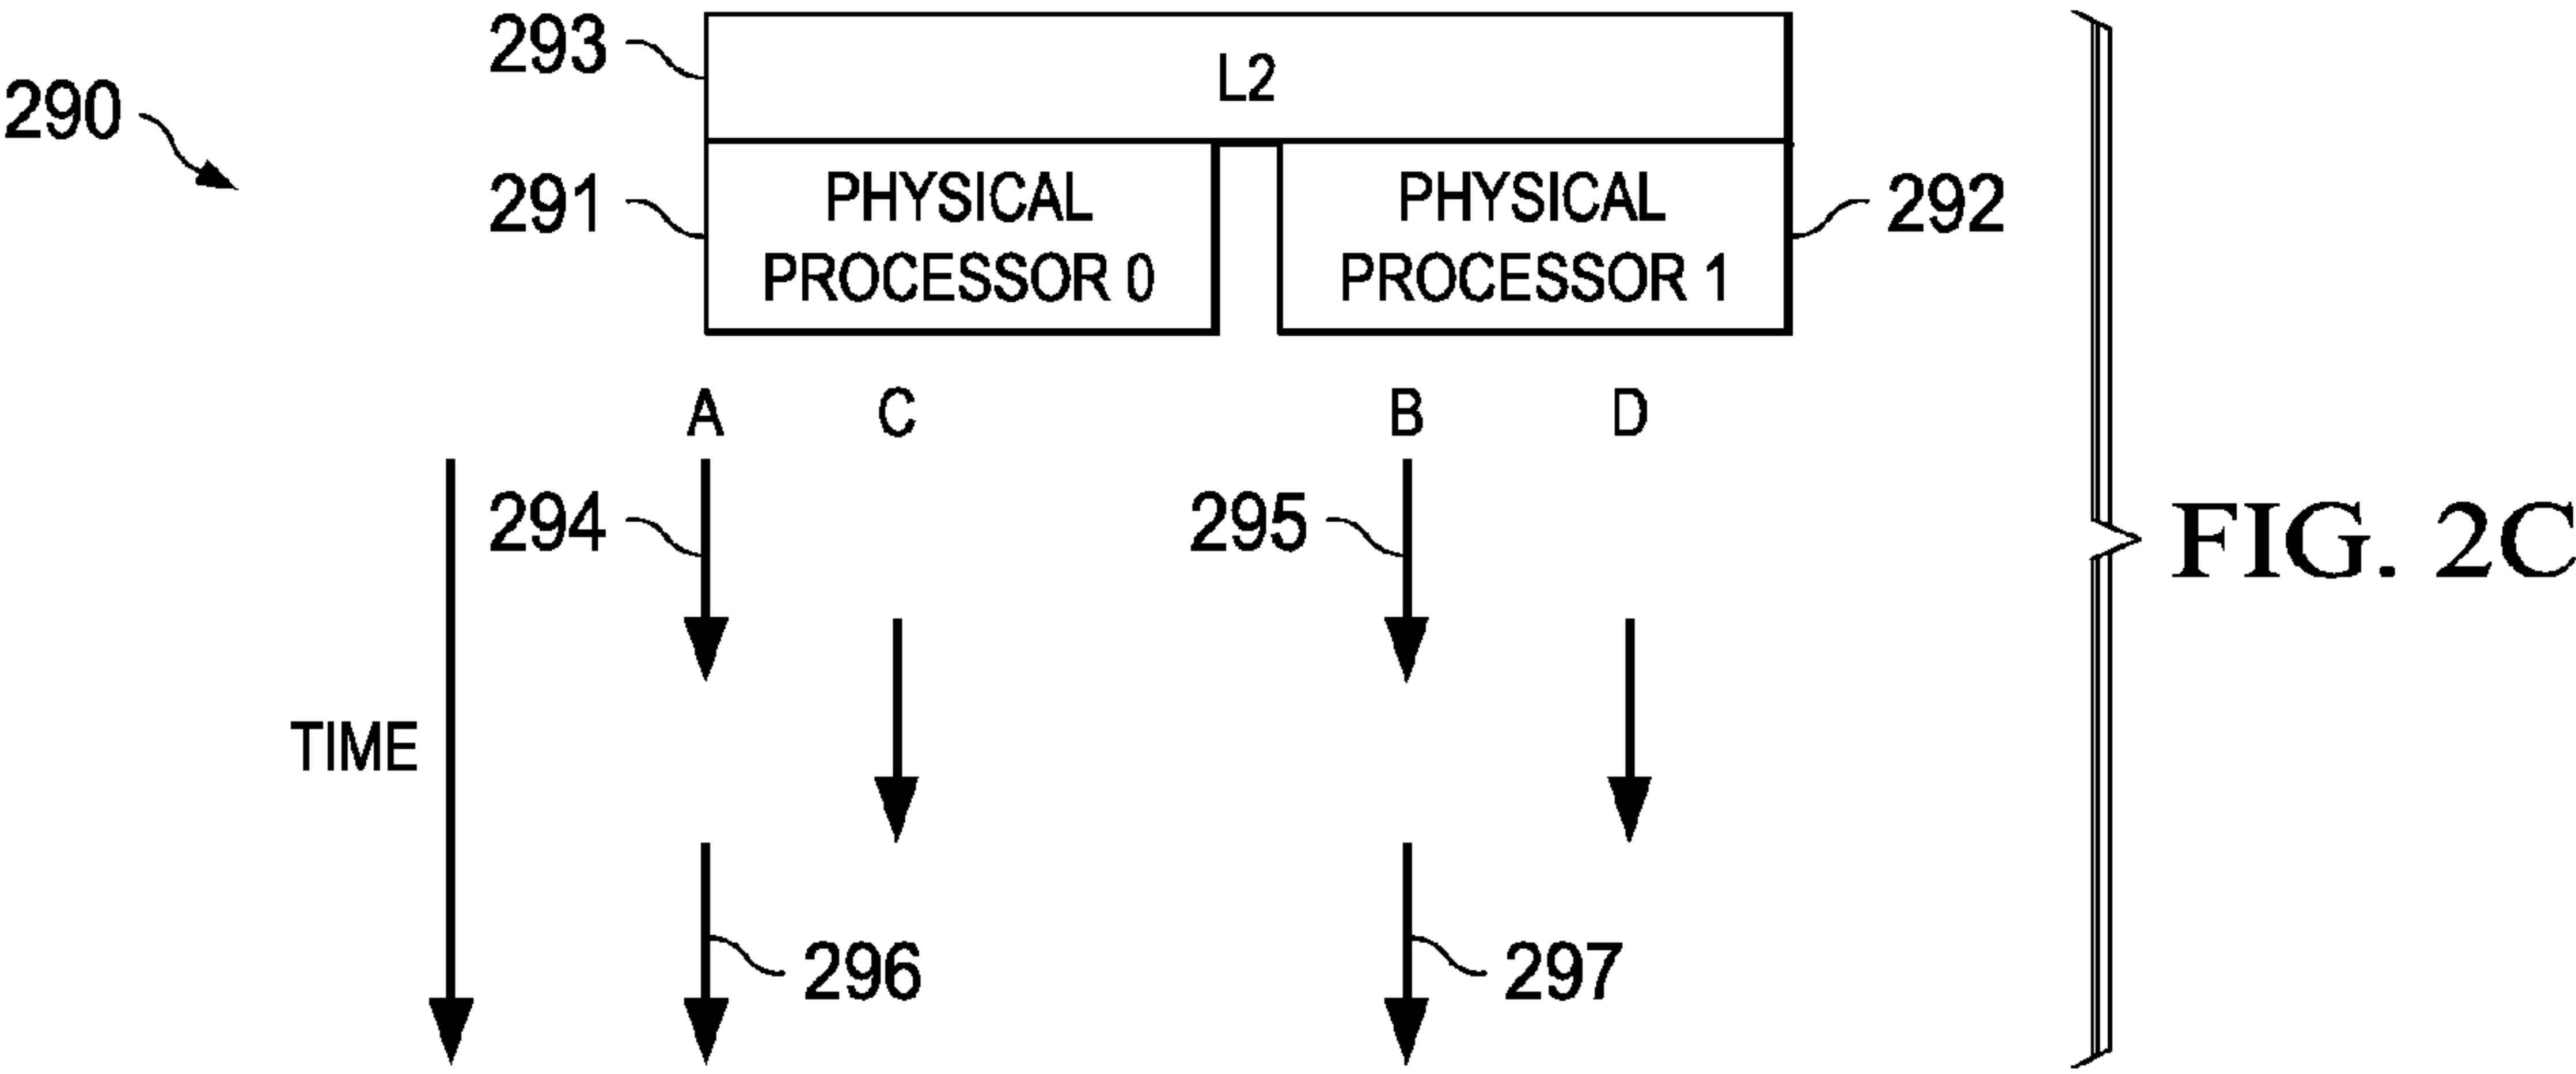 293
L2
290
291
PHYSICAL
PROCESSOR 0
PHYSICAL
PROCESSOR 1
292
A
C
B
D
294
295
TIME
296
297
FIG. 2C